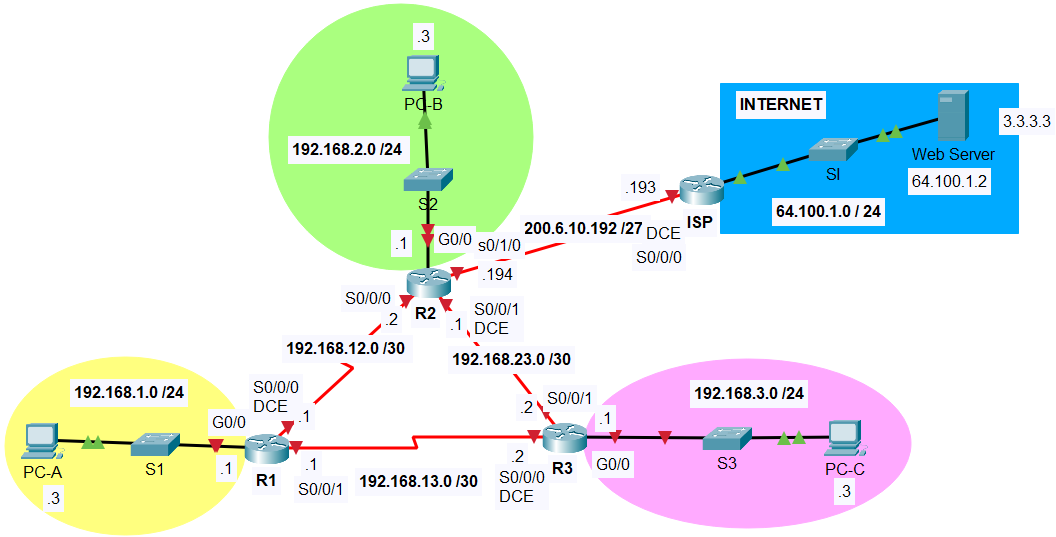 .3
PC-B
192.168.2.0 /24
S2
.1
G0/0
s0/1/0
.194
R2
INTERNET
3.3.3.3
Web Server
64.100.1.2
SI
64.100.1.0 / 24
.193
ISP
200.6.10.192 /27
DCE
S0/0/0
S0/0/0
.2
192.168.12.0 /30
S0/0/0
DCE
.1
S0/0/1
DCE
.1
192.168.23.0 /30
S0/0/1
.2
192.168.1.0 /24
G0/0
PC-A
.3
S1
.1
R1
.1
S0/0/1
192.168.13.0 /30
.2
S0/0/0
DCE
R3
.1
G0/0
192.168.3.0 /24
S3
PC-C
.3